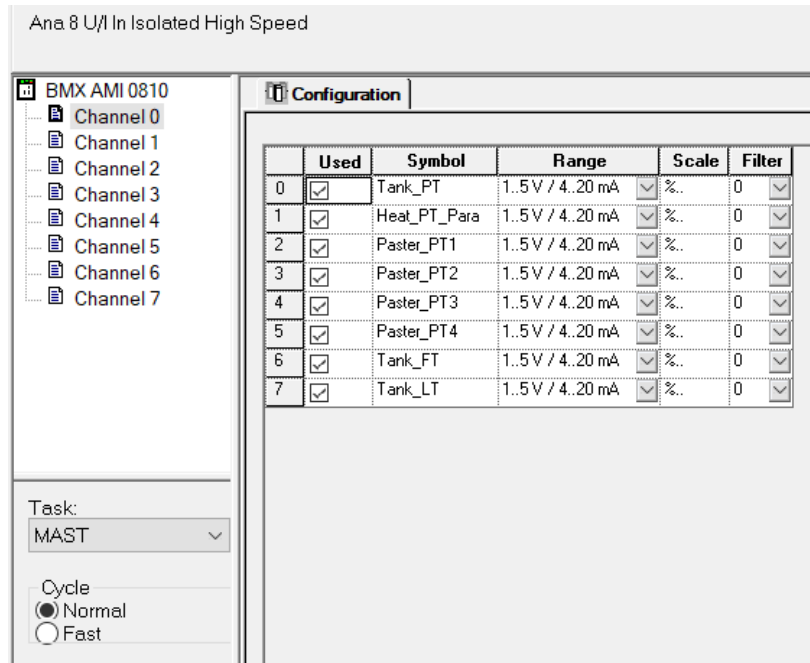 Ana 8 U/I In Isolated High Speed
BMX AMI 0810
Channel 0
Channel 1
Channel 2
Channel 3
Channel 4
Channel 5
Channel 6
Channel 7
Task:
MAST
Cycle
Normal
Fast
Configuration
Used Symbol Range Scale Filter
0 Tank_PT 1..5 V / 4..20 mA %.. 0
1 Heat_PT_Para 1..5 V / 4..20 mA %.. 0
2 Paster_PT1 1..5 V / 4..20 mA %.. 0
3 Paster_PT2 1..5 V / 4..20 mA %.. 0
4 Paster_PT3 1..5 V / 4..20 mA %.. 0
5 Paster_PT4 1..5 V / 4..20 mA %.. 0
6 Tank_FT 1..5 V / 4..20 mA %.. 0
7 Tank_LT 1..5 V / 4..20 mA %.. 0